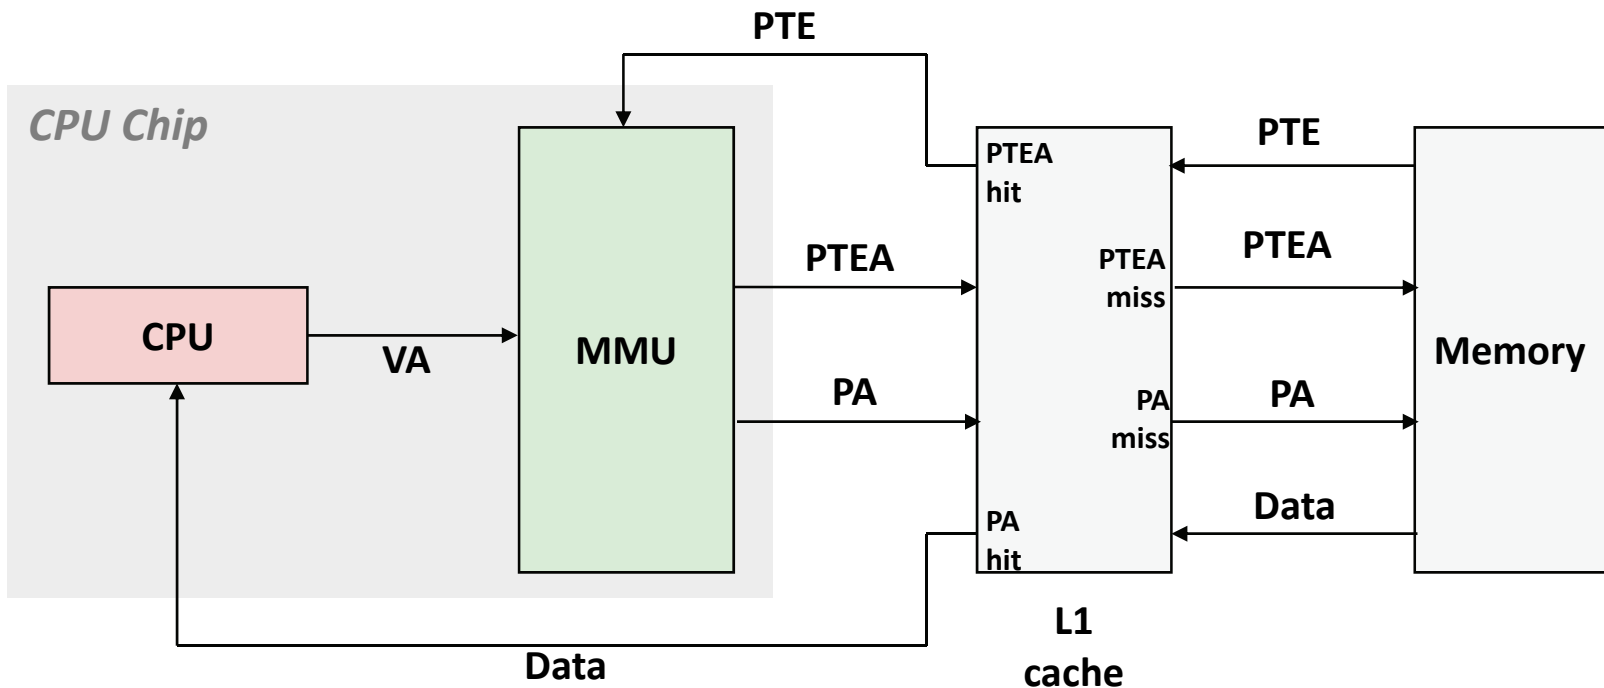 PTE
CPU Chip
PTEA
hit
PTE
PTEA
PTEA
miss
PTEA
CPU
VA
MMU
Memory
PA
PA
miss
PA
PA
hit
Data
L1
cache
Data